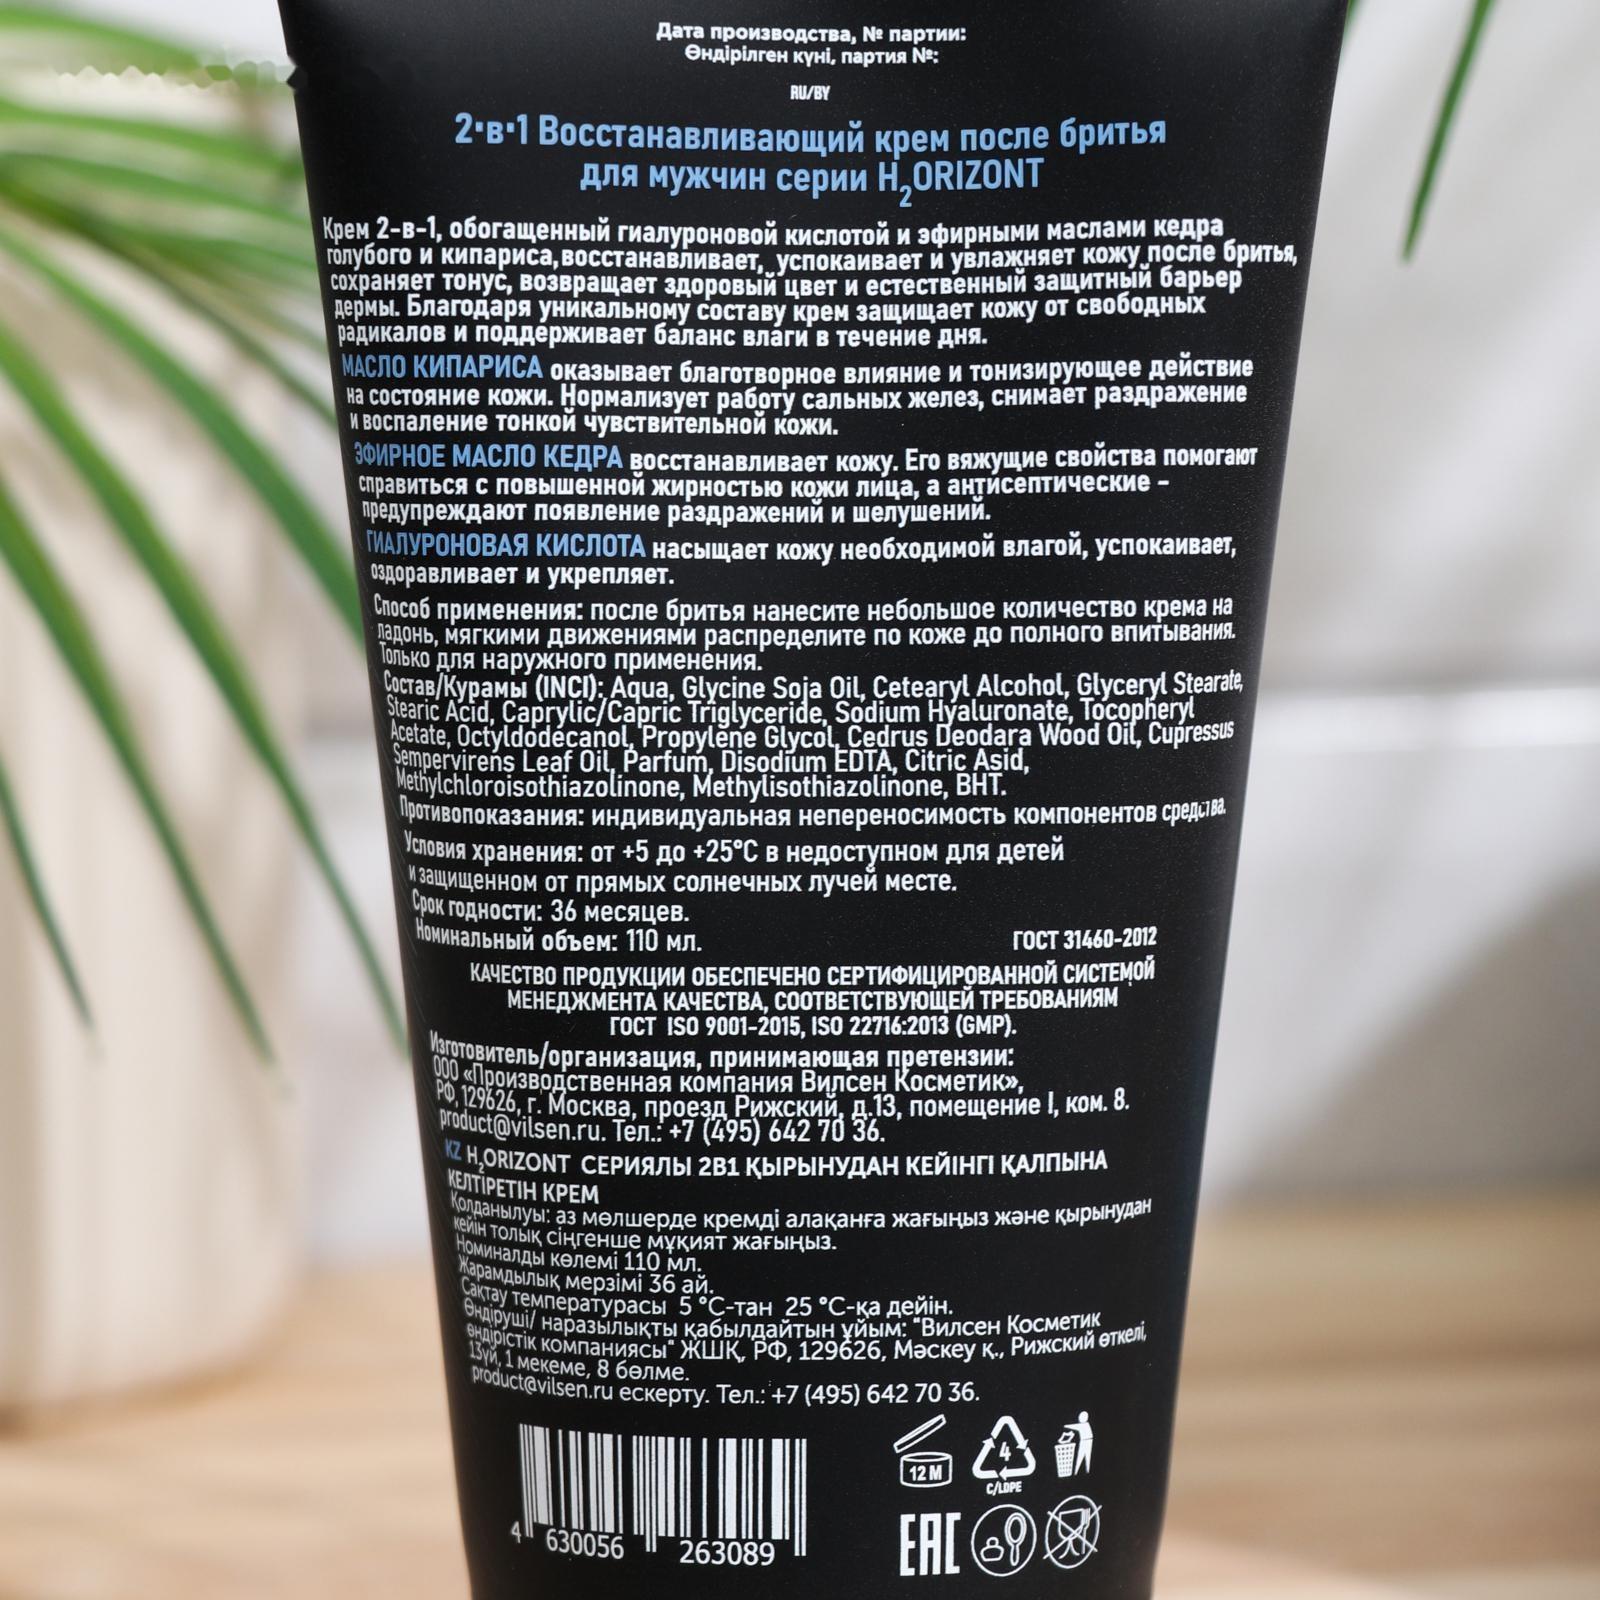 Дата производства, № партии:
Өндірілген күні, партия №:
RU/BY
2·в·1 Восстанавливающий крем после бритья
для мужчин серии H2ORIZONT
Крем 2-в-1, обогащенный гиалуроновой кислотой и эфирными маслами кедра
голубого и кипариса,восстанавливает, успокаивает и увлажняет кожу после бритья,
сохраняет тонус, возвращает здоровый цвет и естественный защитный барьер
дермы. Благодаря уникальному составу крем защищает кожу от свободных
радикалов и поддерживает баланс влаги в течение дня.
МАСЛО КИПАРИСА оказывает благотворное влияние и тонизирующее действие
на состояние кожи. Нормализует работу сальных желез, снимает раздражение
и воспаление тонкой чувствительной кожи.
ЭФИРНОЕ МАСЛО КЕДРА восстанавливает кожу. Его вяжущие свойства помогают
справиться с повышенной жирностью кожи лица, а антисептические –
предупреждают появление раздражений и шелушений.
ГИАЛУРОНОВАЯ КИСЛОТА насыщает кожу необходимой влагой, успокаивает,
оздоравливает и укрепляет.
Способ применения: после бритья нанесите небольшое количество крема на
ладонь, мягкими движениями распределите по коже до полного впитывания.
Только для наружного применения.
Состав/Курамы (INCI): Aqua, Glycine Soja Oil, Cetearyl Alcohol, Glyceryl Stearate,
Stearic Acid, Caprylic/Capric Triglyceride, Sodium Hyaluronate, Tocopheryl
Acetate, Octyldodecanol, Propylene Glycol, Cedrus Deodara Wood Oil, Cupressus
Sempervirens Leaf Oil, Parfum, Disodium EDTA, Citric Asid,
Methylchloroisothiazolinone, Methylisothiazolinone, BHT.
Противопоказания: индивидуальная непереносимость компонентов средства.
Условия хранения: от +5 до +25°С в недоступном для детей
и защищенном от прямых солнечных лучей месте.
Срок годности: 36 месяцев.
Номинальный объем: 110 мл.
ГОСТ 31460-2012
КАЧЕСТВО ПРОДУКЦИИ ОБЕСПЕЧЕНО СЕРТИФИЦИРОВАННОЙ СИСТЕМОЙ
МЕНЕДЖМЕНТА КАЧЕСТВА, СООТВЕТСТВУЮЩЕЙ ТРЕБОВАНИЯМ
ГОСТ ISO 9001-2015, ISO 22716:2013 (GMP).
Изготовитель/организация, принимающая претензии:
ООО «Производственная компания Вилсен Косметик»,
РФ, 129626, г. Москва, проезд Рижский, д.13, помещение I, ком. 8.
product@vilsen.ru. Тел.: +7 (495) 642 70 36.
KZ H2ORIZONT СЕРИЯЛЫ 2В1 ҚЫРЫНУДАН КЕЙІНГІ ҚАЛПЫНА
КЕЛТІРЕТІН КРЕМ
Қолданылуы: аз мөлшерде кремді алақанға жағыңыз және қырынудан
кейін толық сіңгенше мұқият жағыңыз.
Номиналды көлемі 110 мл.
Жарамдылық мерзімі 36 ай.
Сақтау температурасы 5 °С-тан 25 °С-қа дейін.
Өндіруші/ наразылықты қабылдайтын ұйым: "Вилсен Косметик
өндірістік компаниясы" ЖШҚ, РФ, 129626, Мәскеу қ., Рижский өткелі,
13үй, 1 мекеме, 8 бөлме.
product@vilsen.ru ескерту. Тел.: +7 (495) 642 70 36.
12 M
4
C/LDPE
EAC
4 630056 263089